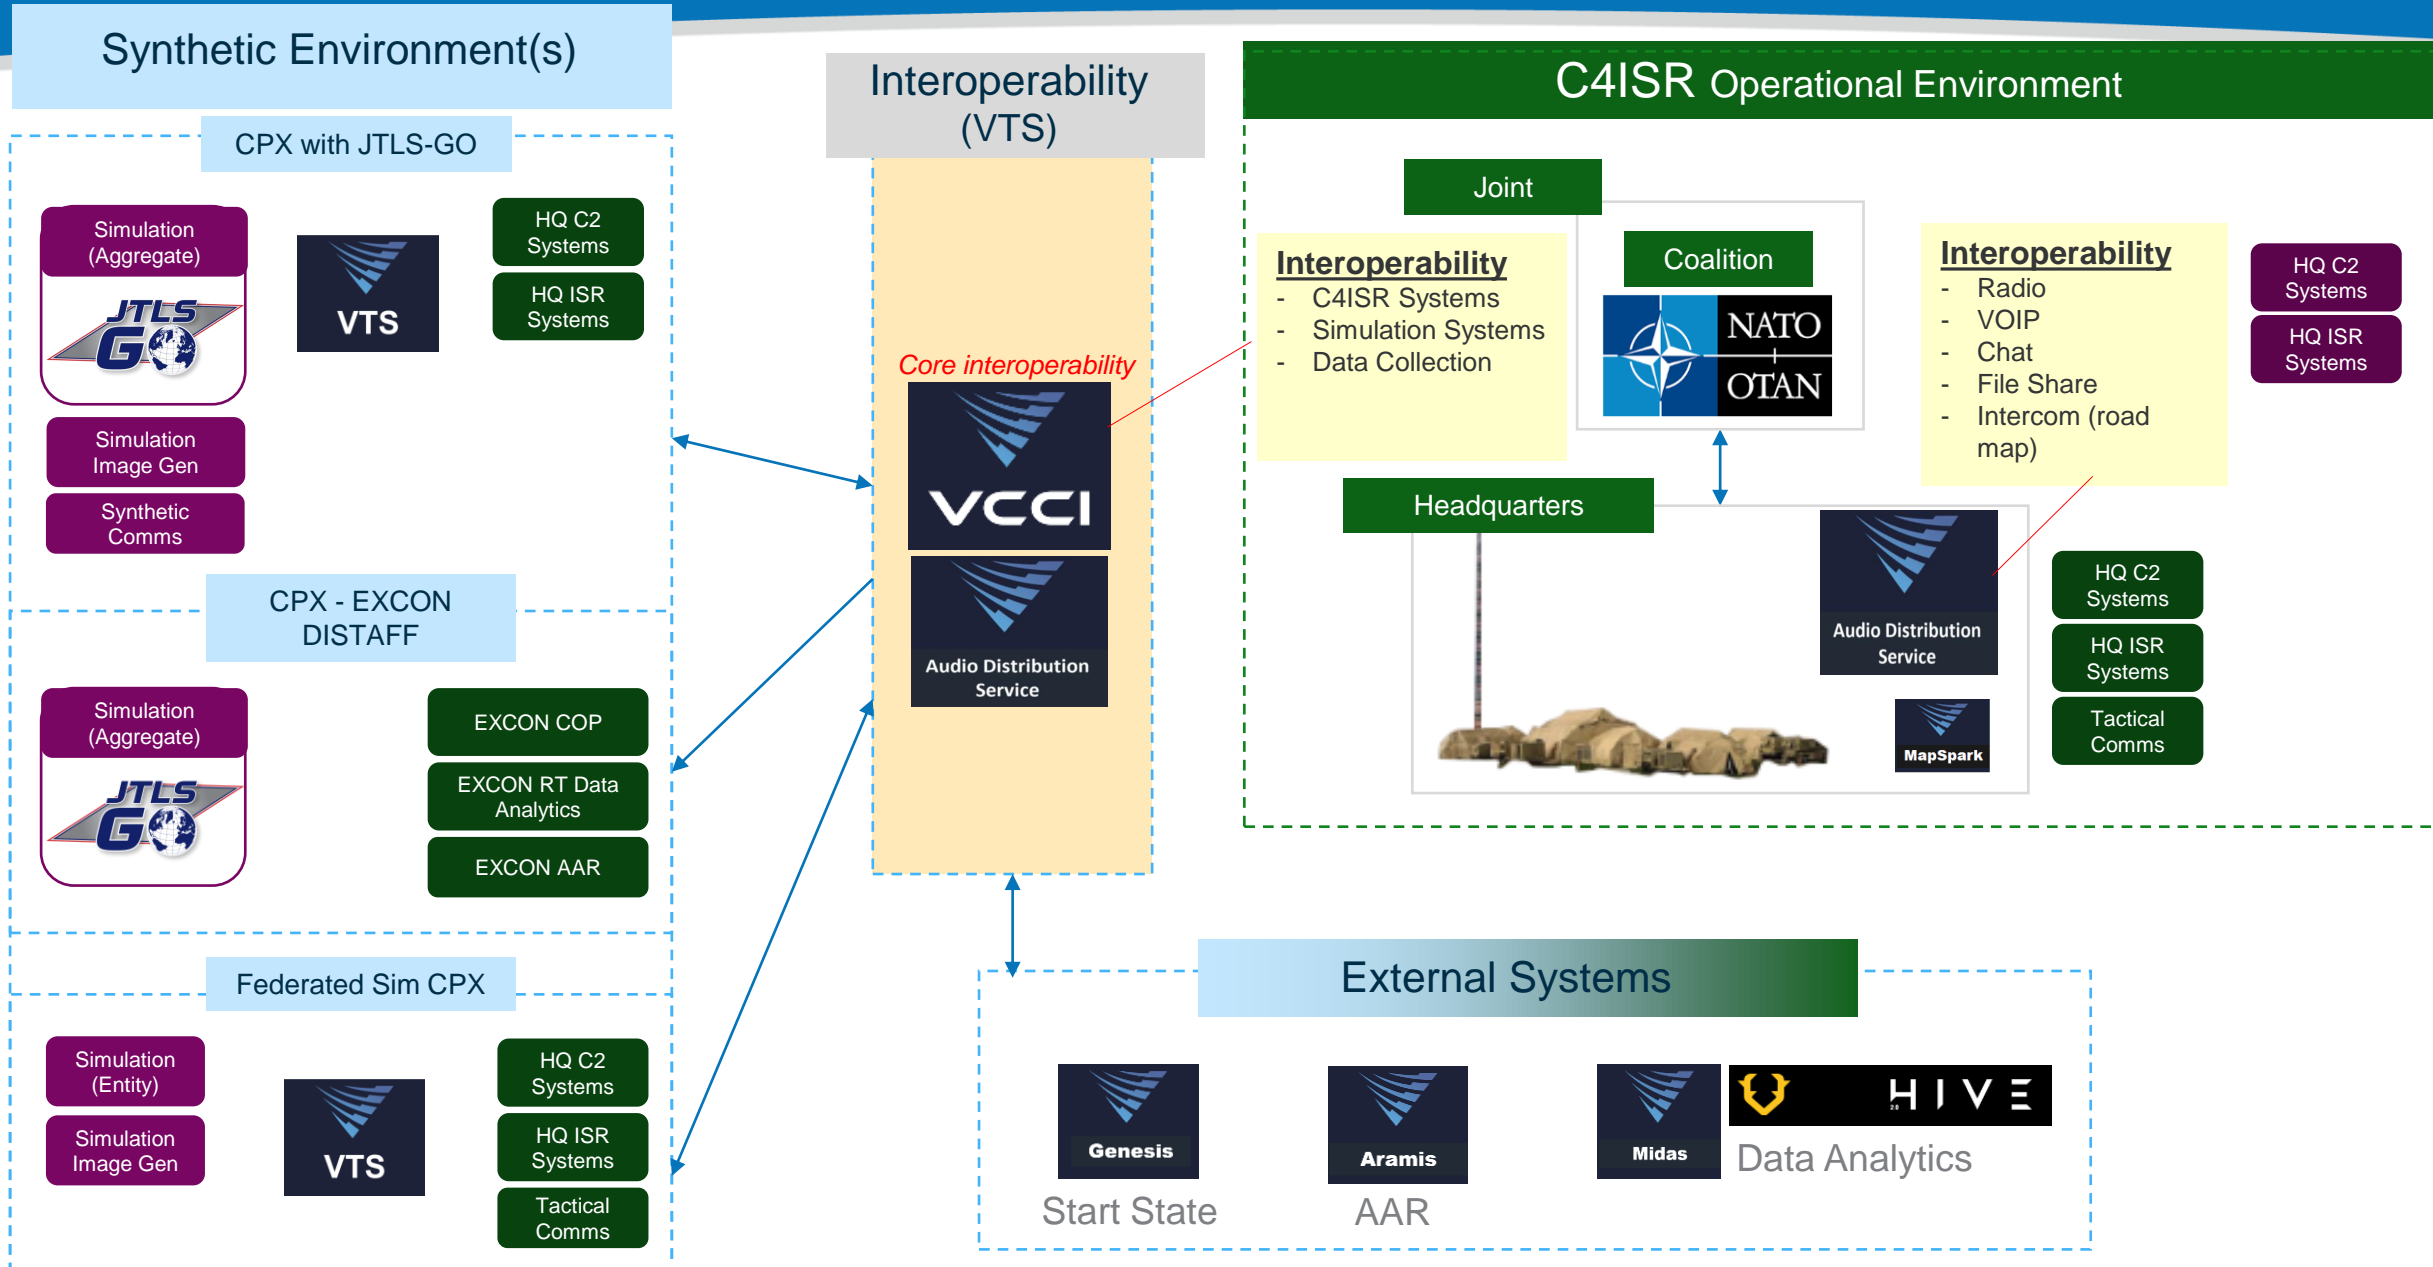 Synthetic Environment(s)
CPX with JTLS-GO
Simulation
(Aggregate)
JTLS
GO
VTS
HQ C2
Systems
HQ ISR
Systems
Simulation
Image Gen
Synthetic
Comms
CPX - EXCON
DISTAFF
Simulation
(Aggregate)
JTLS
GO
EXCON COP
EXCON RT Data
Analytics
EXCON AAR
Federated Sim CPX
Simulation
(Entity)
Simulation
Image Gen
VTS
HQ C2
Systems
HQ ISR
Systems
Tactical
Comms
Interoperability
(VTS)
Core interoperability
VCCI
Audio Distribution
Service
C4ISR Operational Environment
Joint
Coalition
NATO
OTAN
Interoperability
- C4ISR Systems
- Simulation Systems
- Data Collection
Interoperability
- Radio
- VOIP
- Chat
- File Share
- Intercom (road
map)
HQ C2
Systems
HQ ISR
Systems
Headquarters
Audio Distribution
Service
MapSpark
HQ C2
Systems
HQ ISR
Systems
Tactical
Comms
External Systems
Genesis
Start State
Aramis
AAR
Midas
HIVE
2.0
Data Analytics